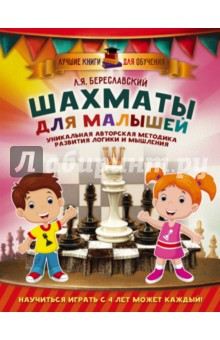 ЛУЧШИЕ КНИГИ ДЛЯ ОБУЧЕНИЯ
Л.Я. БЕРЕСЛАВСКИЙ
ШАХМАТЫ
ДЛЯ МАЛЫШЕЙ
УНИКАЛЬНАЯ АВТОРСКАЯ МЕТОДИКА
РАЗВИТИЯ ЛОГИКИ И МЫШЛЕНИЯ
ЛАБИРИНТ
НАУЧИТЬСЯ ИГРАТЬ С 4 ЛЕТ МОЖЕТ КАЖДЫЙ!